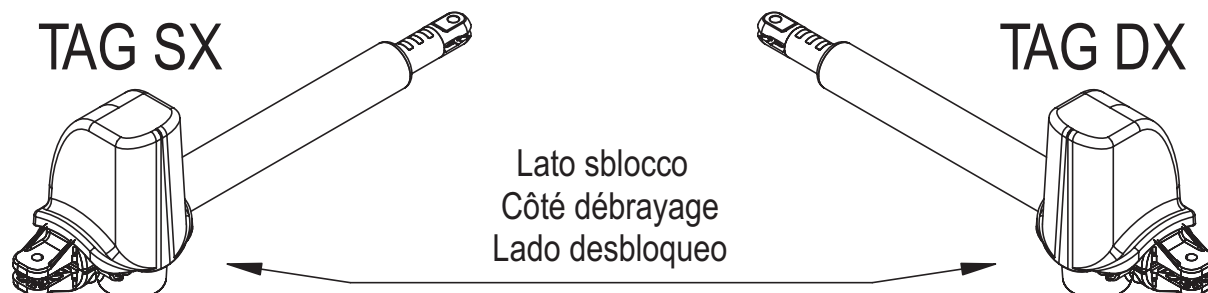 TAG SX
TAG DX
Lato sblocco
Côté débrayage
Lado desbloqueo